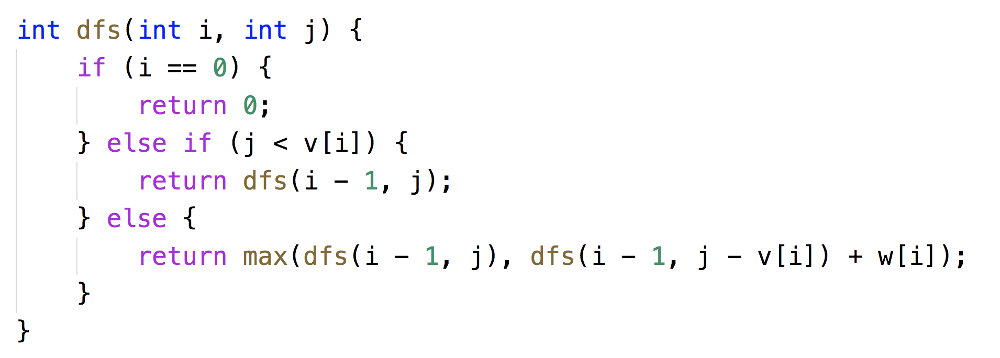 int dfs(int i, int j) {
    if (i == 0) {
        return 0;
    } else if (j < v[i]) {
        return dfs(i - 1, j);
    } else {
        return max(dfs(i - 1, j), dfs(i - 1, j - v[i]) + w[i]);
    }
}